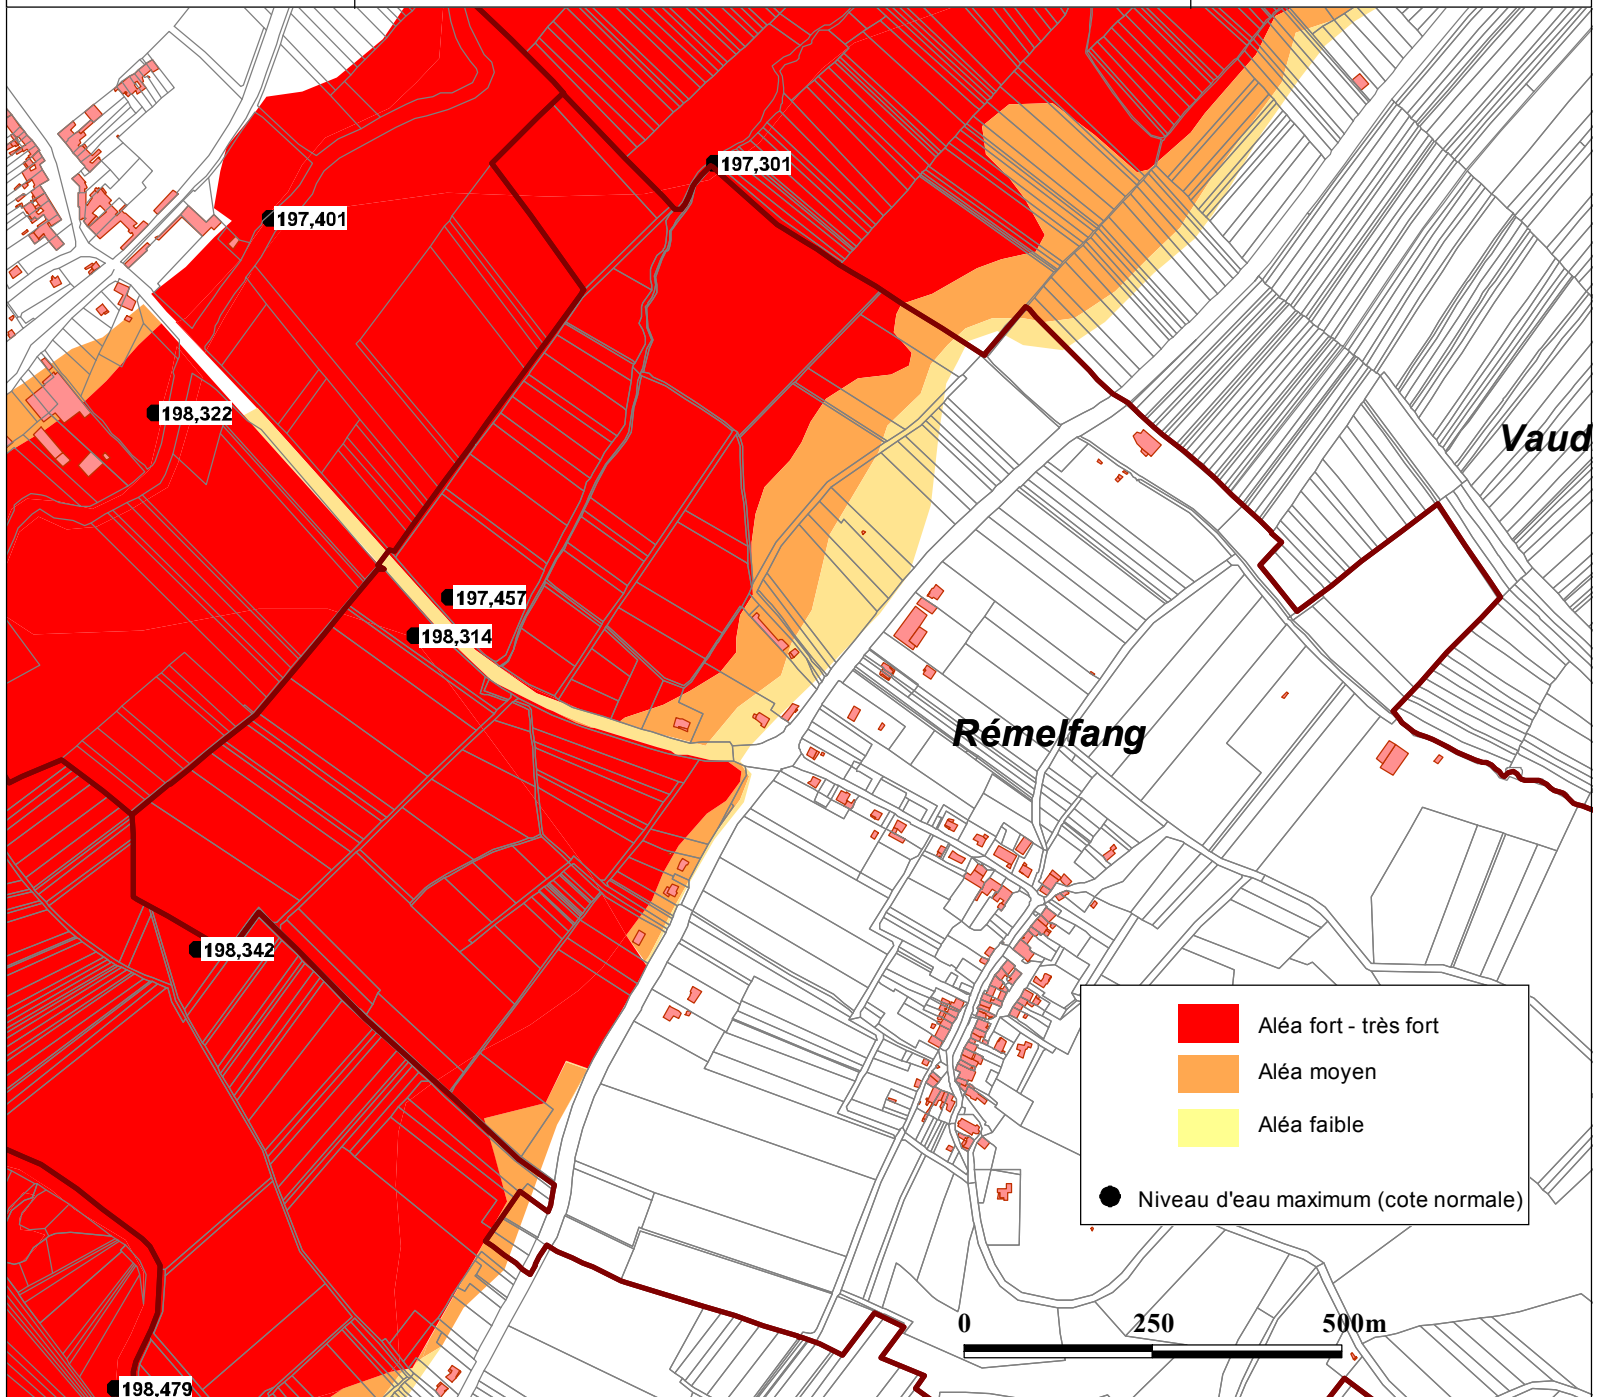 197,301
197,401
198,322
Vaud
197,457
198,314
Rémelfang
198,342
Aléa fort - très fort
Aléa moyen
Aléa faible
Niveau d'eau maximum (cote normale)
0 250 500m
198,479